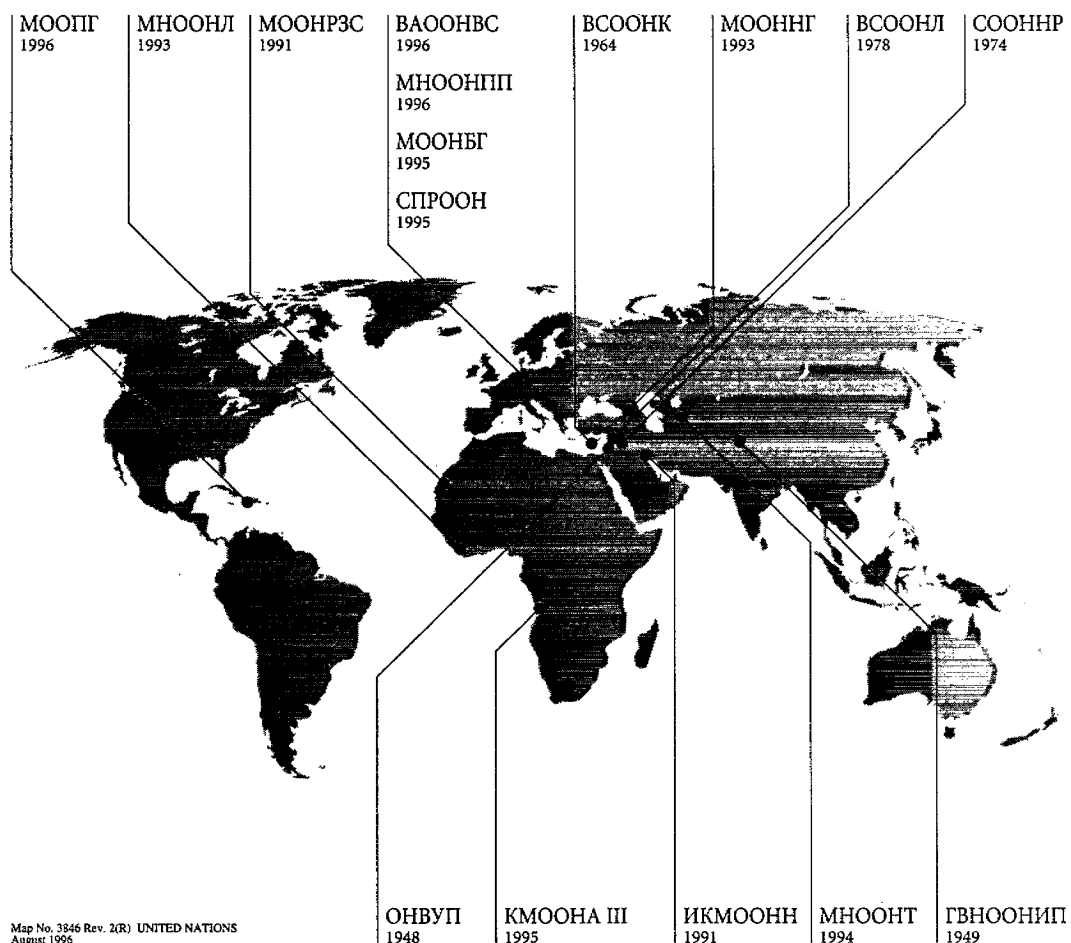 МООПГ
1996
МНООНЛ
1993
МООНРЗС
1991
ВАООНВС
1996
МНООНПП
1996
МООНБГ
1995
СПРООН
1995
ВСООНК
1964
МООННГ
1993
ВСООНЛ
1978
СООННР
1974
ОНВУП
1948
КМООНА III
1995
ИКМООНН
1991
МНООНТ
1994
ГВНООНИП
1949
Map No. 3846 Rev. 2(R) UNITED NATIONS
August 1996